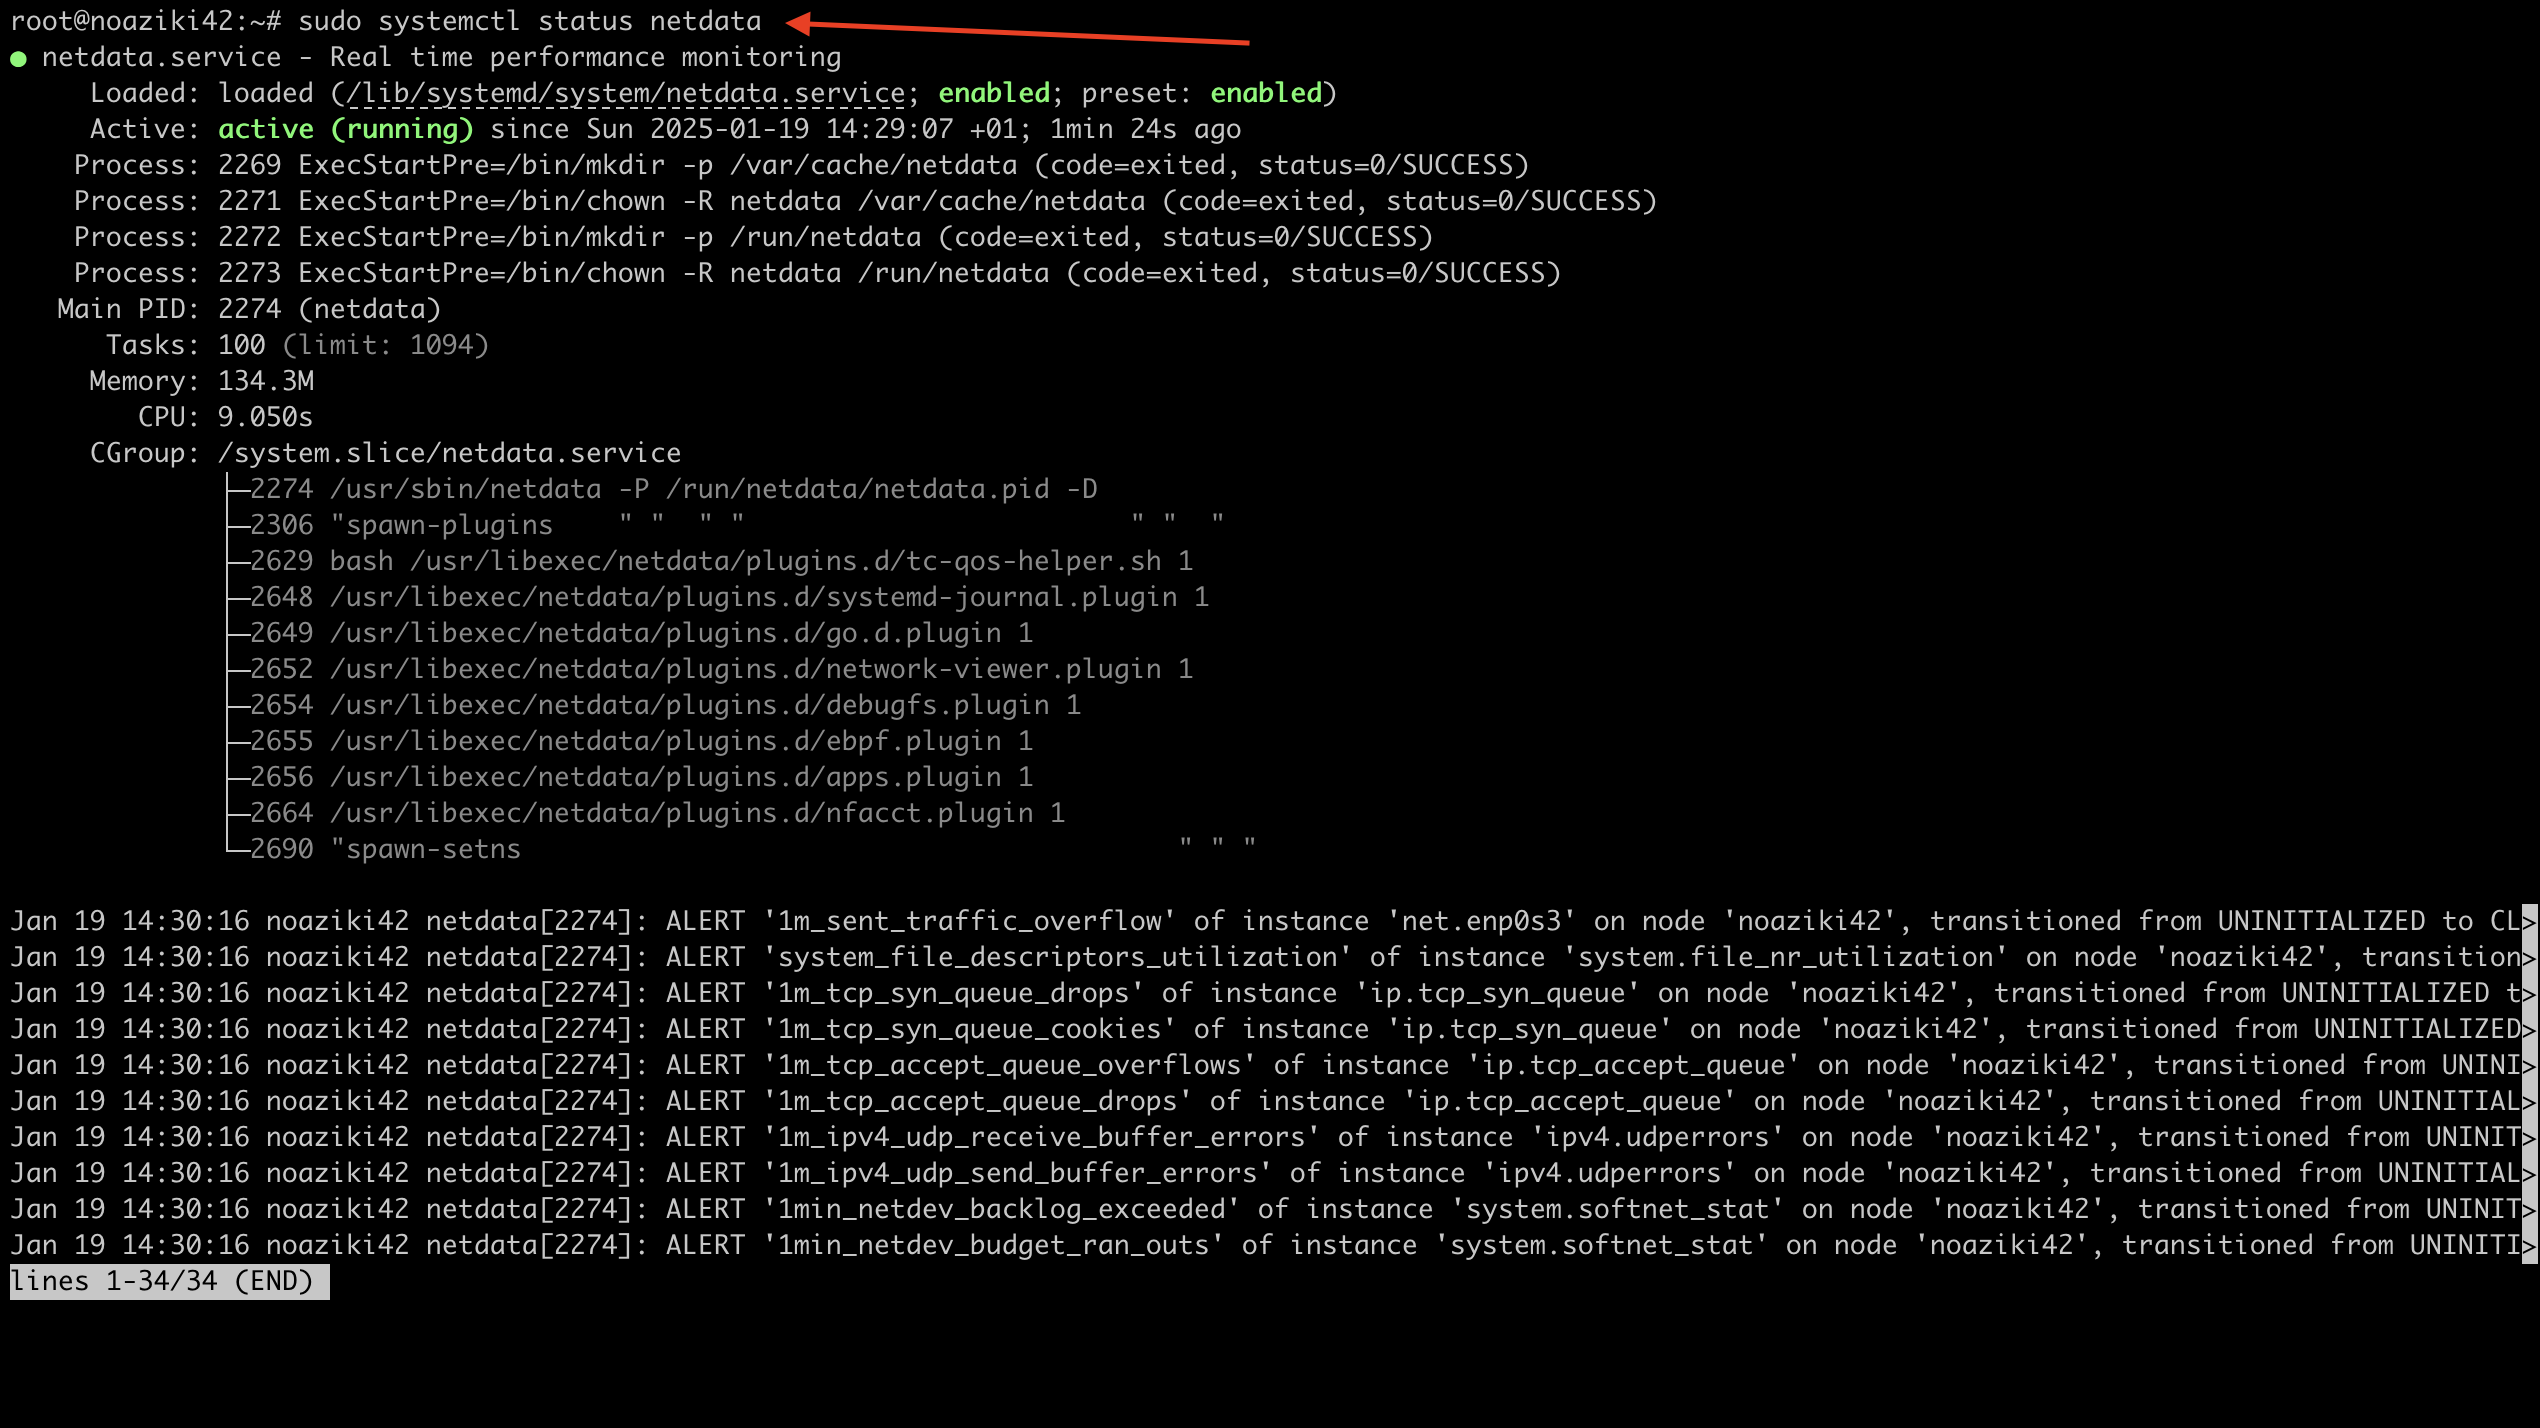 root@noaziki42:~# sudo systemctl status netdata
● netdata.service - Real time performance monitoring
     Loaded: loaded (/lib/systemd/system/netdata.service; enabled; preset: enabled)
     Active: active (running) since Sun 2025-01-19 14:29:07 +01; 1min 24s ago
    Process: 2269 ExecStartPre=/bin/mkdir -p /var/cache/netdata (code=exited, status=0/SUCCESS)
    Process: 2271 ExecStartPre=/bin/chown -R netdata /var/cache/netdata (code=exited, status=0/SUCCESS)
    Process: 2272 ExecStartPre=/bin/mkdir -p /run/netdata (code=exited, status=0/SUCCESS)
    Process: 2273 ExecStartPre=/bin/chown -R netdata /run/netdata (code=exited, status=0/SUCCESS)
   Main PID: 2274 (netdata)
      Tasks: 100 (limit: 1094)
     Memory: 134.3M
        CPU: 9.050s
     CGroup: /system.slice/netdata.service
             ├─2274 /usr/sbin/netdata -P /run/netdata/netdata.pid -D
             ├─2306 "spawn-plugins    " "  " "                        " "  "
             ├─2629 bash /usr/libexec/netdata/plugins.d/tc-qos-helper.sh 1
             ├─2648 /usr/libexec/netdata/plugins.d/systemd-journal.plugin 1
             ├─2649 /usr/libexec/netdata/plugins.d/go.d.plugin 1
             ├─2652 /usr/libexec/netdata/plugins.d/network-viewer.plugin 1
             ├─2654 /usr/libexec/netdata/plugins.d/debugfs.plugin 1
             ├─2655 /usr/libexec/netdata/plugins.d/ebpf.plugin 1
             ├─2656 /usr/libexec/netdata/plugins.d/apps.plugin 1
             ├─2664 /usr/libexec/netdata/plugins.d/nfacct.plugin 1
             └─2690 "spawn-setns                                         " " "
Jan 19 14:30:16 noaziki42 netdata[2274]: ALERT '1m_sent_traffic_overflow' of instance 'net.enp0s3' on node 'noaziki42', transitioned from UNINITIALIZED to CL>
Jan 19 14:30:16 noaziki42 netdata[2274]: ALERT 'system_file_descriptors_utilization' of instance 'system.file_nr_utilization' on node 'noaziki42', transition>
Jan 19 14:30:16 noaziki42 netdata[2274]: ALERT '1m_tcp_syn_queue_drops' of instance 'ip.tcp_syn_queue' on node 'noaziki42', transitioned from UNINITIALIZED t>
Jan 19 14:30:16 noaziki42 netdata[2274]: ALERT '1m_tcp_syn_queue_cookies' of instance 'ip.tcp_syn_queue' on node 'noaziki42', transitioned from UNINITIALIZED>
Jan 19 14:30:16 noaziki42 netdata[2274]: ALERT '1m_tcp_accept_queue_overflows' of instance 'ip.tcp_accept_queue' on node 'noaziki42', transitioned from UNINI>
Jan 19 14:30:16 noaziki42 netdata[2274]: ALERT '1m_tcp_accept_queue_drops' of instance 'ip.tcp_accept_queue' on node 'noaziki42', transitioned from UNINITIAL>
Jan 19 14:30:16 noaziki42 netdata[2274]: ALERT '1m_ipv4_udp_receive_buffer_errors' of instance 'ipv4.udperrors' on node 'noaziki42', transitioned from UNINIT>
Jan 19 14:30:16 noaziki42 netdata[2274]: ALERT '1m_ipv4_udp_send_buffer_errors' of instance 'ipv4.udperrors' on node 'noaziki42', transitioned from UNINITIAL>
Jan 19 14:30:16 noaziki42 netdata[2274]: ALERT '1min_netdev_backlog_exceeded' of instance 'system.softnet_stat' on node 'noaziki42', transitioned from UNINIT>
Jan 19 14:30:16 noaziki42 netdata[2274]: ALERT '1min_netdev_budget_ran_outs' of instance 'system.softnet_stat' on node 'noaziki42', transitioned from UNINITI>
lines 1-34/34 (END)